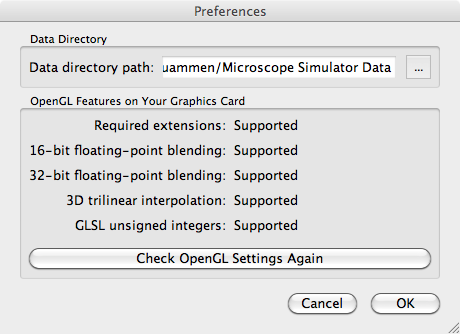 Preferences
Data Directory
Data directory path: uammen/Microscope Simulator Data ...
OpenGL Features on Your Graphics Card
Required extensions: Supported
16-bit floating-point blending: Supported
32-bit floating-point blending: Supported
3D trilinear interpolation: Supported
GLSL unsigned integers: Supported
Check OpenGL Settings Again
Cancel OK